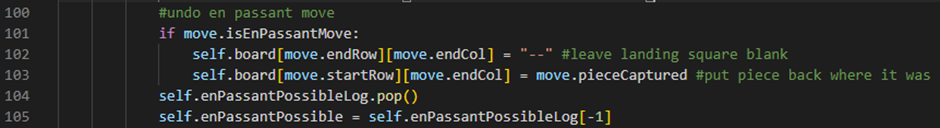 100 #undo en passant move
101 if move.isEnPassantMove:
102 self.board[move.endRow][move.endCol] = "--" #leave landing square blank
103 self.board[move.startRow][move.endCol] = move.pieceCaptured #put piece back where it was
104 self.enPassantPossibleLog.pop()
105 self.enPassantPossible = self.enPassantPossibleLog[-1]